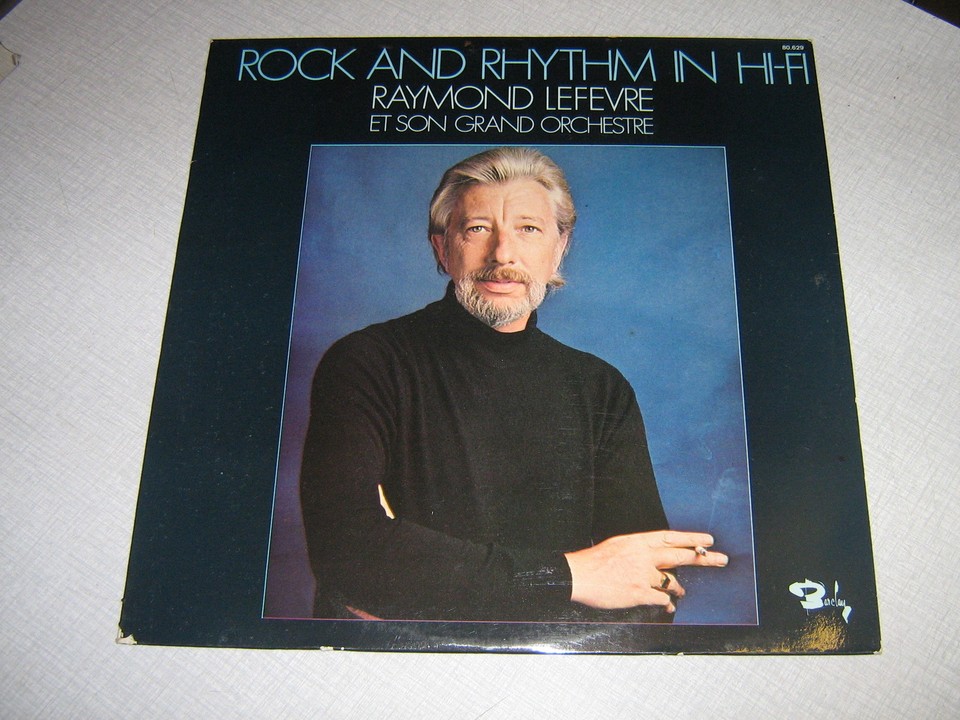 80.629
ROCK AND RHYTHM IN HI-FI
RAYMOND LEFEVRE
ET SON GRAND ORCHESTRE
Barclay